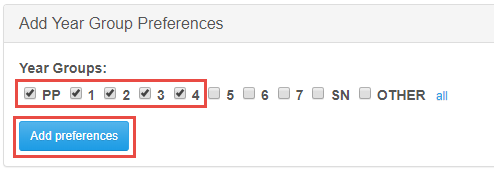 Add Year Group Preferences
Year Groups:
PP 1 2 3 4 5 6 7 SN OTHER all
Add preferences